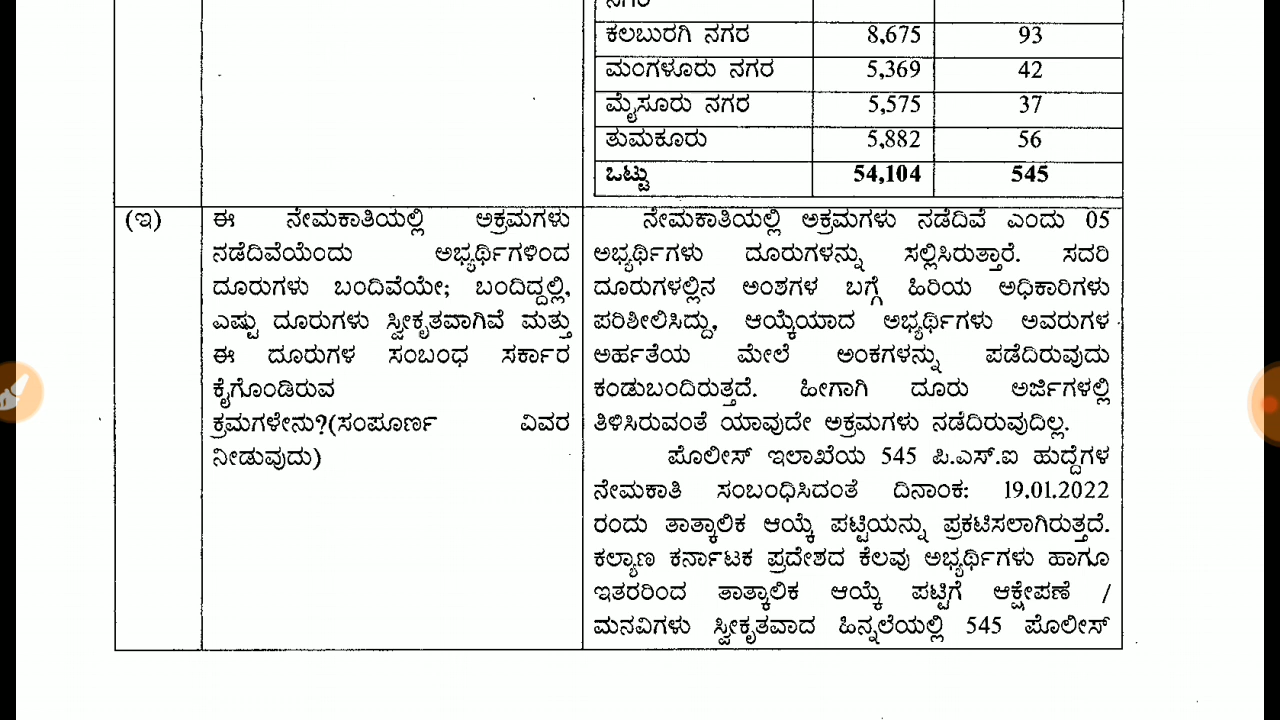 ನಗರ
ಕಲಬುರಗಿ ನಗರ 8,675 93
ಮಂಗಳೂರು ನಗರ 5,369 42
ಮೈಸೂರು ನಗರ 5,575 37
ತುಮಕೂರು 5,882 56
ಒಟ್ಟು 54,104 545
(ಇ)
ಈ ನೇಮಕಾತಿಯಲ್ಲಿ ಅಕ್ರಮಗಳು
ನಡೆದಿವೆಯೆಂದು ಅಭ್ಯರ್ಥಿಗಳಿಂದ
ದೂರುಗಳು ಬಂದಿವೆಯೇ; ಬಂದಿದ್ದಲ್ಲಿ,
ಎಷ್ಟು ದೂರುಗಳು ಸ್ವೀಕೃತವಾಗಿವೆ ಮತ್ತು
ಈ ದೂರುಗಳ ಸಂಬಂಧ ಸರ್ಕಾರ
ಕೈಗೊಂಡಿರುವ
ಕ್ರಮಗಳೇನು?(ಸಂಪೂರ್ಣ ವಿವರ
ನೀಡುವುದು)
ನೇಮಕಾತಿಯಲ್ಲಿ ಅಕ್ರಮಗಳು ನಡೆದಿವೆ ಎಂದು 05
ಅಭ್ಯರ್ಥಿಗಳು ದೂರುಗಳನ್ನು ಸಲ್ಲಿಸಿರುತ್ತಾರೆ. ಸದರಿ
ದೂರುಗಳಲ್ಲಿನ ಅಂಶಗಳ ಬಗ್ಗೆ ಹಿರಿಯ ಅಧಿಕಾರಿಗಳು
ಪರಿಶೀಲಿಸಿದ್ದು, ಆಯ್ಕೆಯಾದ ಅಭ್ಯರ್ಥಿಗಳು ಅವರುಗಳ
ಅರ್ಹತೆಯ ಮೇಲೆ ಅಂಕಗಳನ್ನು ಪಡೆದಿರುವುದು
ಕಂಡುಬಂದಿರುತ್ತದೆ. ಹೀಗಾಗಿ ದೂರು ಅರ್ಜಿಗಳಲ್ಲಿ
ತಿಳಿಸಿರುವಂತೆ ಯಾವುದೇ ಅಕ್ರಮಗಳು ನಡೆದಿರುವುದಿಲ್ಲ.
ಪೊಲೀಸ್ ಇಲಾಖೆಯ 545 ಪಿ.ಎಸ್.ಐ ಹುದ್ದೆಗಳ
ನೇಮಕಾತಿ ಸಂಬಂಧಿಸಿದಂತೆ ದಿನಾಂಕ: 19.01.2022
ರಂದು ತಾತ್ಕಾಲಿಕ ಆಯ್ಕೆ ಪಟ್ಟಿಯನ್ನು ಪ್ರಕಟಿಸಲಾಗಿರುತ್ತದೆ.
ಕಲ್ಯಾಣ ಕರ್ನಾಟಕ ಪ್ರದೇಶದ ಕೆಲವು ಅಭ್ಯರ್ಥಿಗಳು ಹಾಗೂ
ಇತರರಿಂದ ತಾತ್ಕಾಲಿಕ ಆಯ್ಕೆ ಪಟ್ಟಿಗೆ ಆಕ್ಷೇಪಣೆ /
ಮನವಿಗಳು ಸ್ವೀಕೃತವಾದ ಹಿನ್ನಲೆಯಲ್ಲಿ 545 ಪೊಲೀಸ್